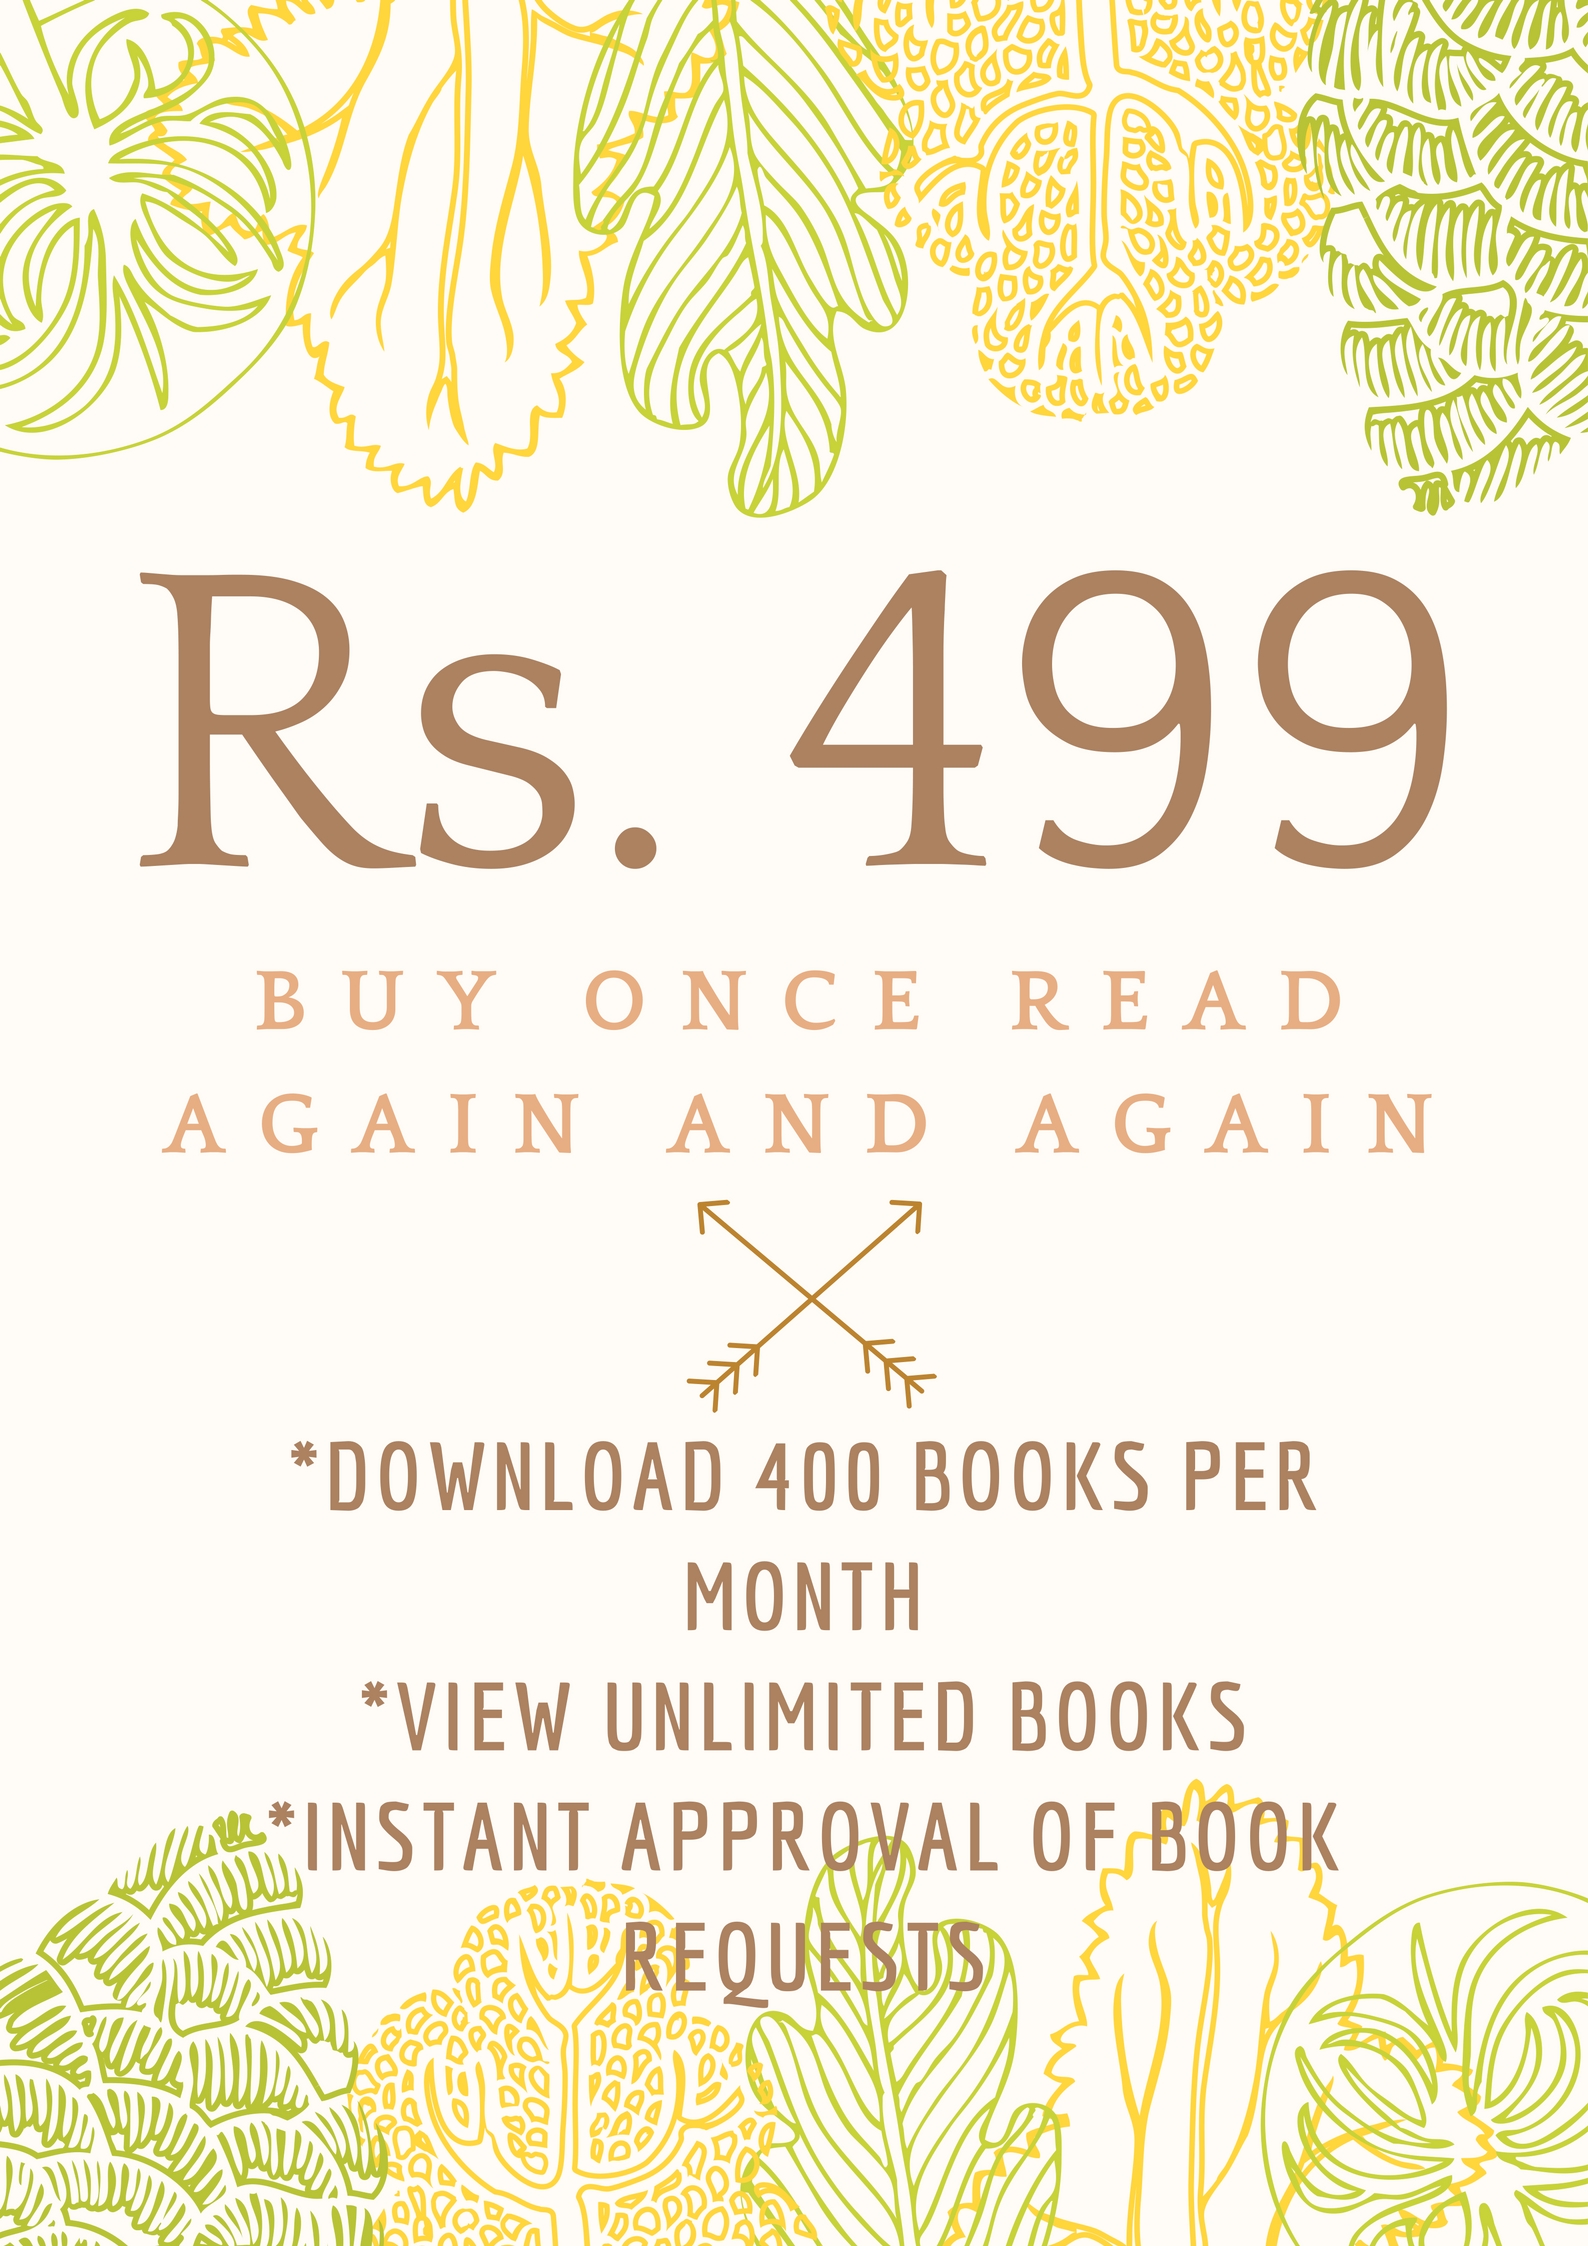 Rs. 499
BUY ONCE READ
AGAIN AND AGAIN
*DOWNLOAD 400 BOOKS PER
MONTH
*VIEW UNLIMITED BOOKS
*INSTANT APPROVAL OF BOOK
REQUESTS